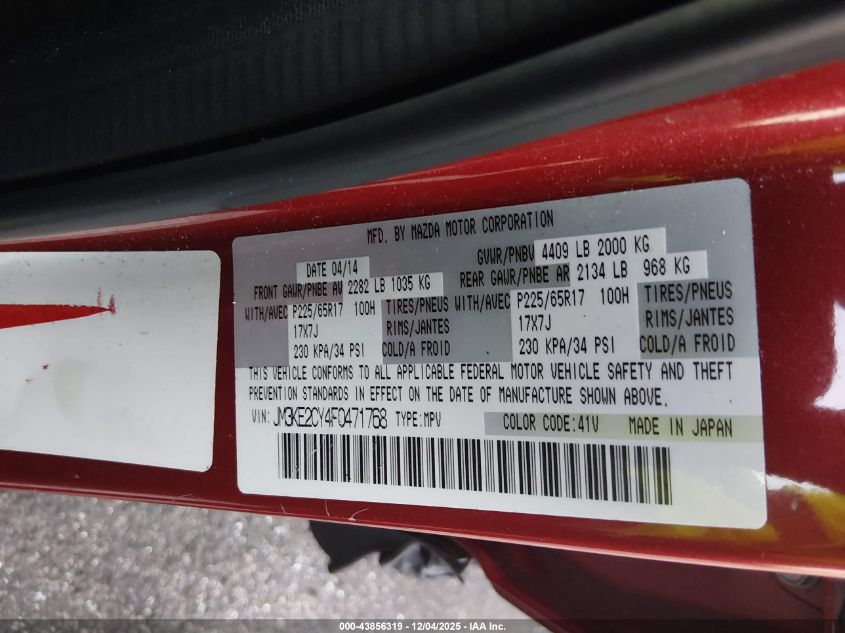 MFD. BY MAZDA MOTOR CORPORATION
DATE 04/14 GVWR/PNBV 4409 LB 2000 KG
FRONT GAWR/PNBE AV 2282 LB 1035 KG REAR GAWR/PNBE AR 2134 LB 968 KG
WITH/AVEC P225/65R17 100H TIRES/PNEUS WITH/AVEC P225/65R17 100H TIRES/PNEUS
17X7J RIMS/JANTES 17X7J RIMS/JANTES
230 KPA/34 PSI COLD/A FROID 230 KPA/34 PSI COLD/A FROID
THIS VEHICLE CONFORMS TO ALL APPLICABLE FEDERAL MOTOR VEHICLE SAFETY AND THEFT
PREVENTION STANDARDS IN EFFECT ON THE DATE OF MANUFACTURE SHOWN ABOVE.
VIN: JM3KE2CY4F0471768 TYPE:MPV COLOR CODE:41V MADE IN JAPAN
000-43856319 - 12/04/2025 - IAA Inc.